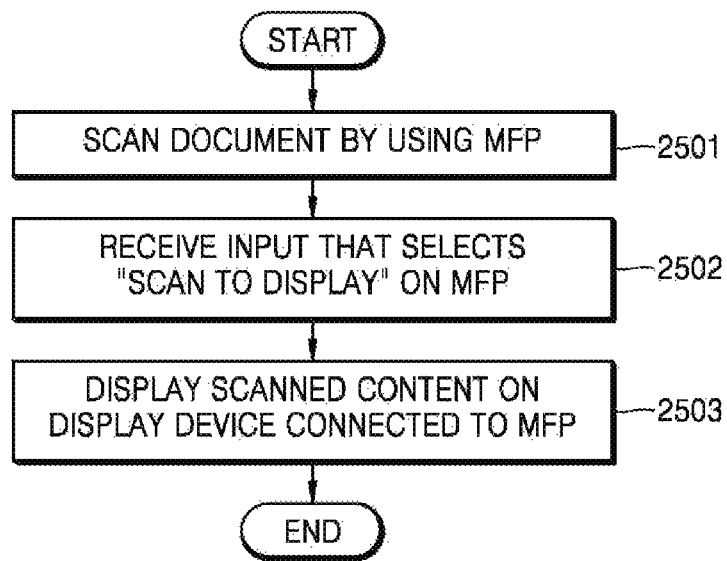 START
SCAN DOCUMENT BY USING MFP
2501
RECEIVE INPUT THAT SELECTS
"SCAN TO DISPLAY" ON MFP
2502
DISPLAY SCANNED CONTENT ON
DISPLAY DEVICE CONNECTED TO MFP
2503
END